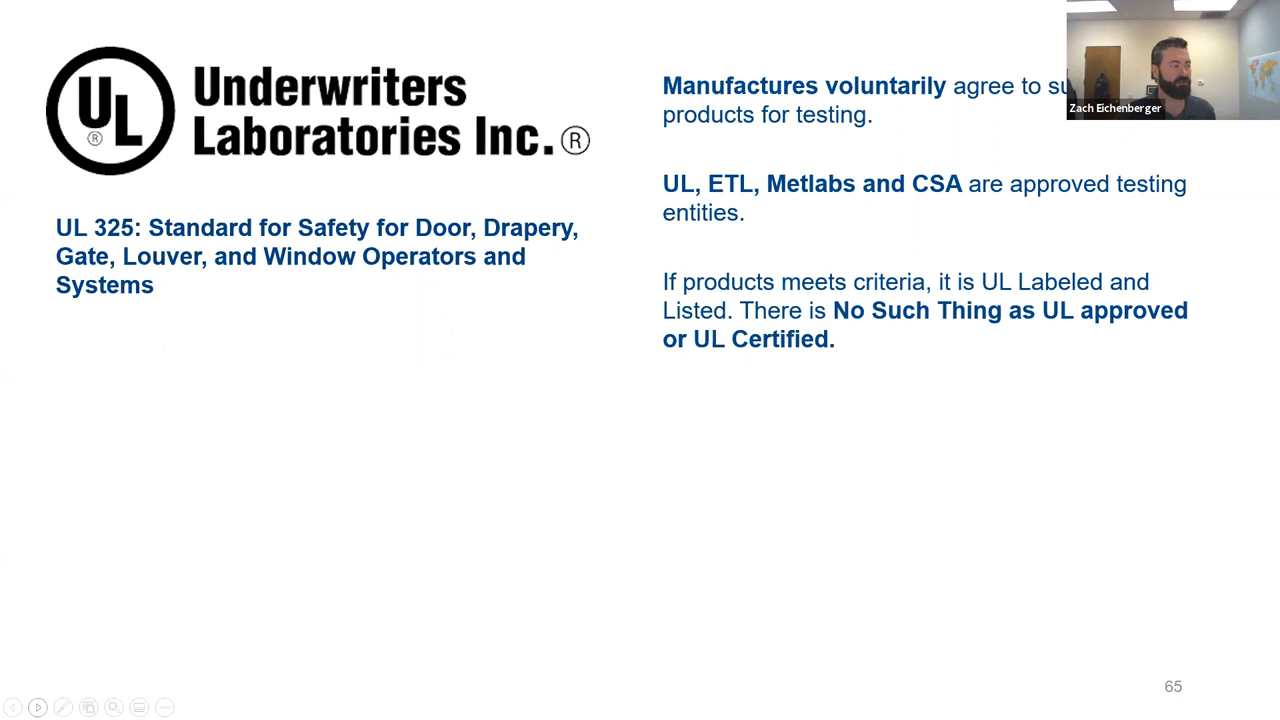 UL
®
Underwriters
Laboratories Inc.®
UL 325: Standard for Safety for Door, Drapery,
Gate, Louver, and Window Operators and
Systems
Manufactures voluntarily agree to
products for testing.
UL, ETL, Metlabs and CSA are approved testing
entities.
If products meets criteria, it is UL Labeled and
Listed. There is No Such Thing as UL approved
or UL Certified.
Zach Eichenberger
65